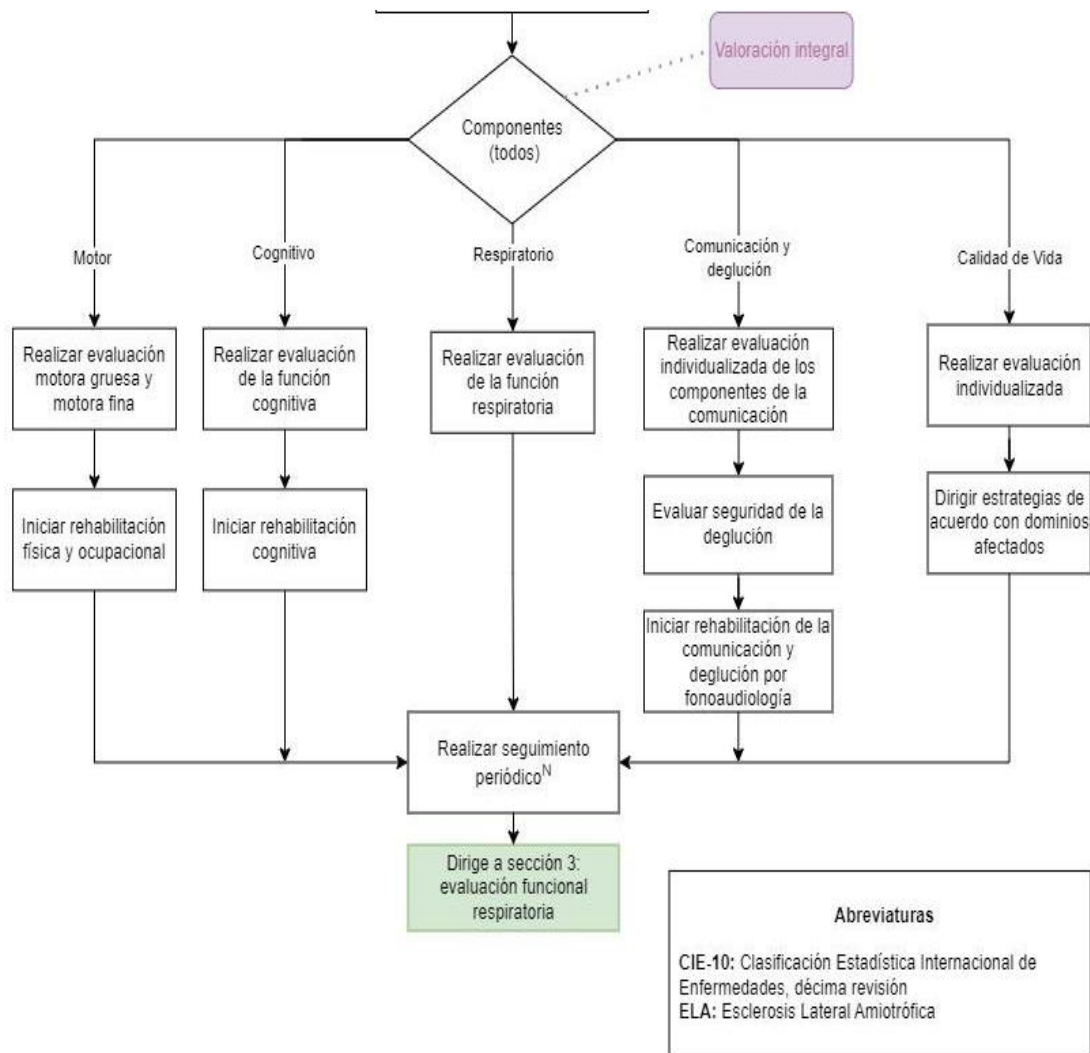 Valoración integral
Componentes
(todos)
Motor
Cognitivo
Respiratorio
Comunicación y
deglución
Calidad de Vida
Realizar evaluación
motora gruesa y
motora fina
Realizar evaluación
de la función
cognitiva
Realizar evaluación
de la función
respiratoria
Realizar evaluación
individualizada de los
componentes de la
comunicación
Realizar evaluación
individualizada
Iniciar rehabilitación
física y ocupacional
Iniciar rehabilitación
cognitiva
Evaluar seguridad de la
deglución
Dirigir estrategias de
acuerdo con dominios
afectados
Iniciar rehabilitación de la
comunicación y
deglución por
fonoaudiología
Realizar seguimiento
periódicoᴺ
Dirige a sección 3:
evaluación funcional
respiratoria
Abreviaturas
CIE-10: Clasificación Estadística Internacional de
Enfermedades, décima revisión
ELA: Esclerosis Lateral Amiotrófica